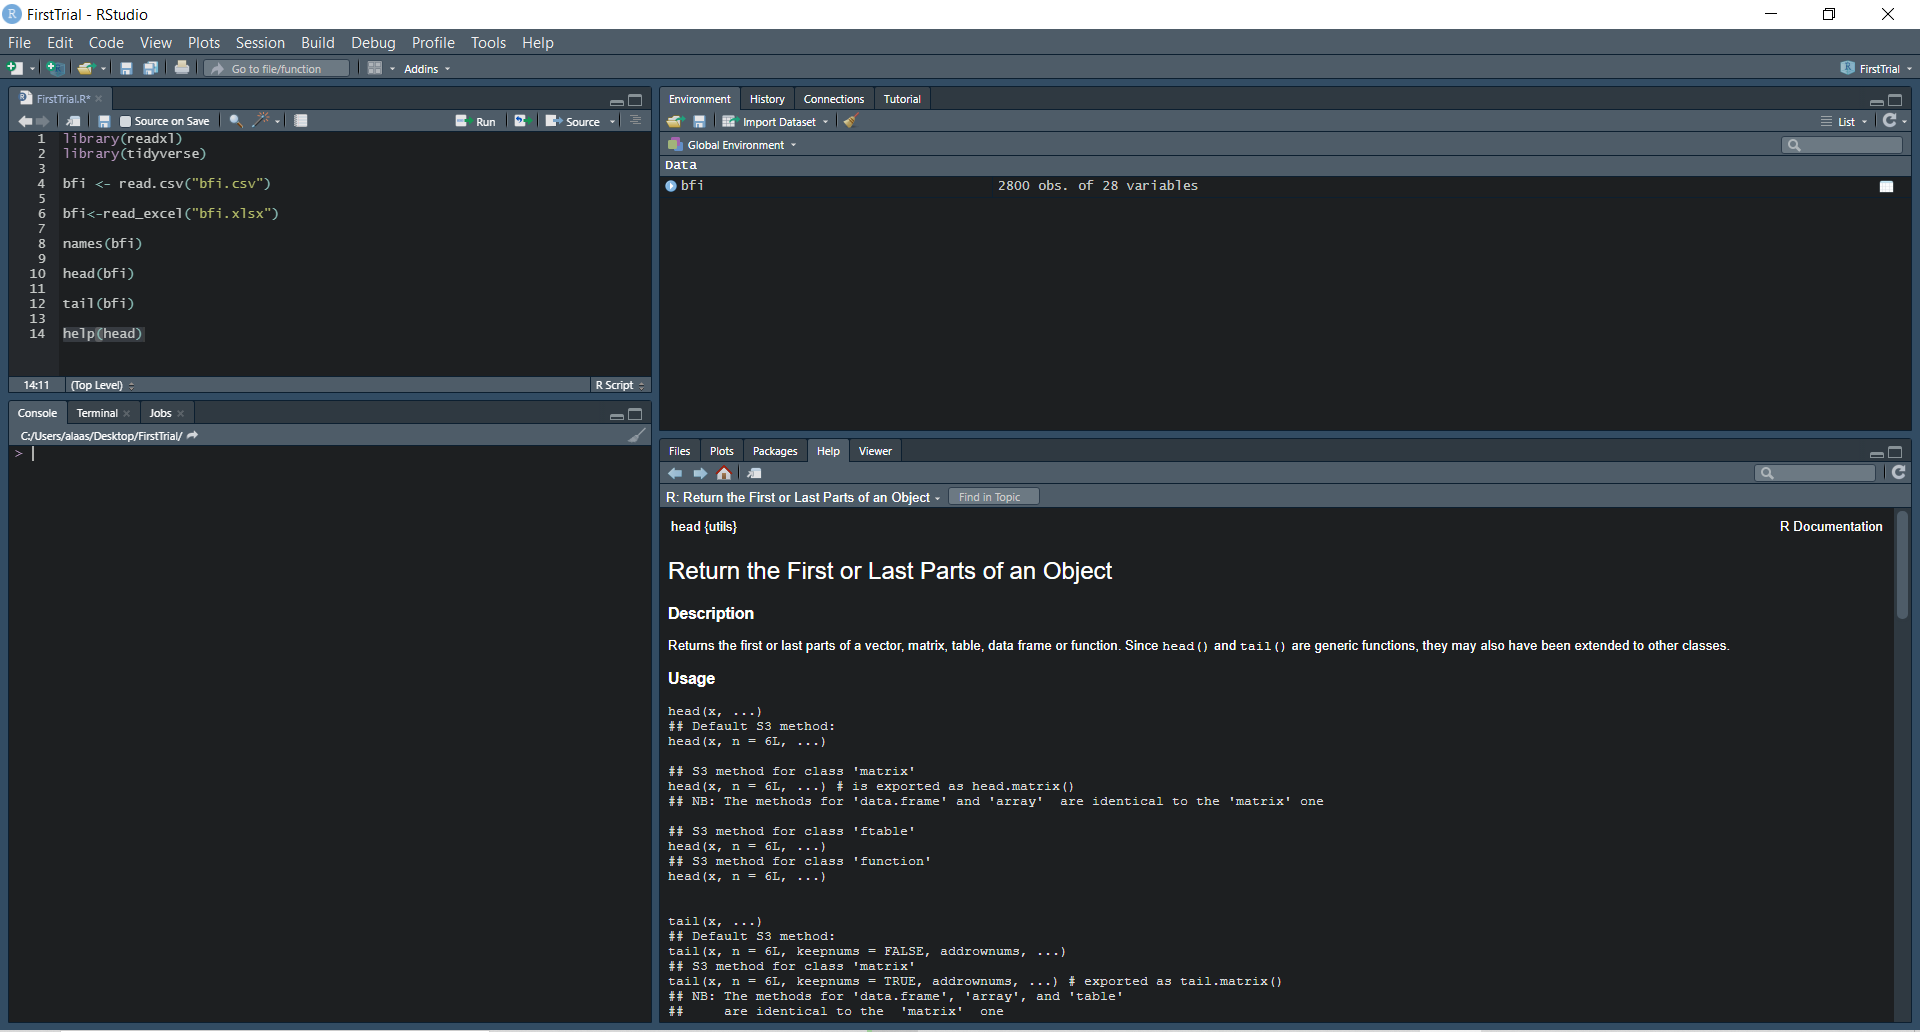 FirstTrial - RStudio
File Edit Code View Plots Session Build Debug Profile Tools Help
Go to file/function Addins FirstTrial
FirstTrial.R*
Source on Save Run Source
1 library(readxl)
2 library(tidyverse)
3
4 bfi <- read.csv("bfi.csv")
5
6 bfi<-read_excel("bfi.xlsx")
7
8 names(bfi)
9
10 head(bfi)
11
12 tail(bfi)
13
14 help(head)
14:11 (Top Level) R Script
Console Terminal Jobs
C:/Users/alaas/Desktop/FirstTrial/
>
Environment History Connections Tutorial
Import Dataset List
Global Environment
Data
bfi 2800 obs. of 28 variables
Files Plots Packages Help Viewer
R: Return the First or Last Parts of an Object Find in Topic
head {utils} R Documentation
Return the First or Last Parts of an Object
Description
Returns the first or last parts of a vector, matrix, table, data frame or function. Since head() and tail() are generic functions, they may also have been extended to other classes.
Usage
head(x, ...)
## Default S3 method:
head(x, n = 6L, ...)
## S3 method for class 'matrix'
head(x, n = 6L, ...) # is exported as head.matrix()
## NB: The methods for 'data.frame' and 'array'  are identical to the 'matrix' one
## S3 method for class 'ftable'
head(x, n = 6L, ...)
## S3 method for class 'function'
head(x, n = 6L, ...)
tail(x, ...)
## Default S3 method:
tail(x, n = 6L, keepnums = FALSE, addrownums, ...)
## S3 method for class 'matrix'
tail(x, n = 6L, keepnums = TRUE, addrownums, ...) # exported as tail.matrix()
## NB: The methods for 'data.frame', 'array', and 'table'
##     are identical to the  'matrix'  one